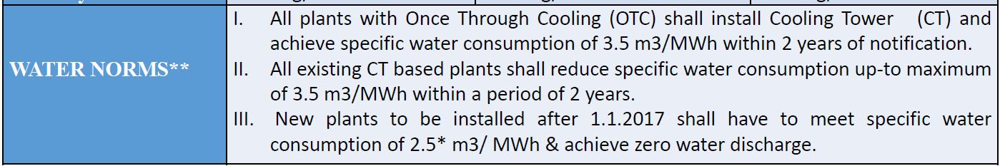 WATER NORMS**
I. All plants with Once Through Cooling (OTC) shall install Cooling Tower (CT) and
achieve specific water consumption of 3.5 m3/MWh within 2 years of notification.
II. All existing CT based plants shall reduce specific water consumption up-to maximum
of 3.5 m3/MWh within a period of 2 years.
III. New plants to be installed after 1.1.2017 shall have to meet specific water
consumption of 2.5* m3/ MWh & achieve zero water discharge.